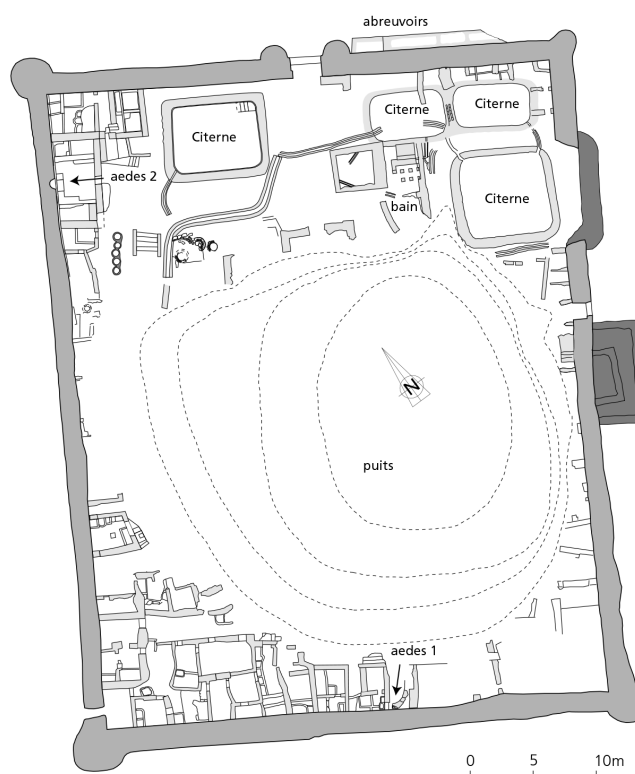 abreuvoirs
Citerne
Citerne
Citerne
aedes 2
Citerne
bain
N
puits
aedes 1
0 5 10m